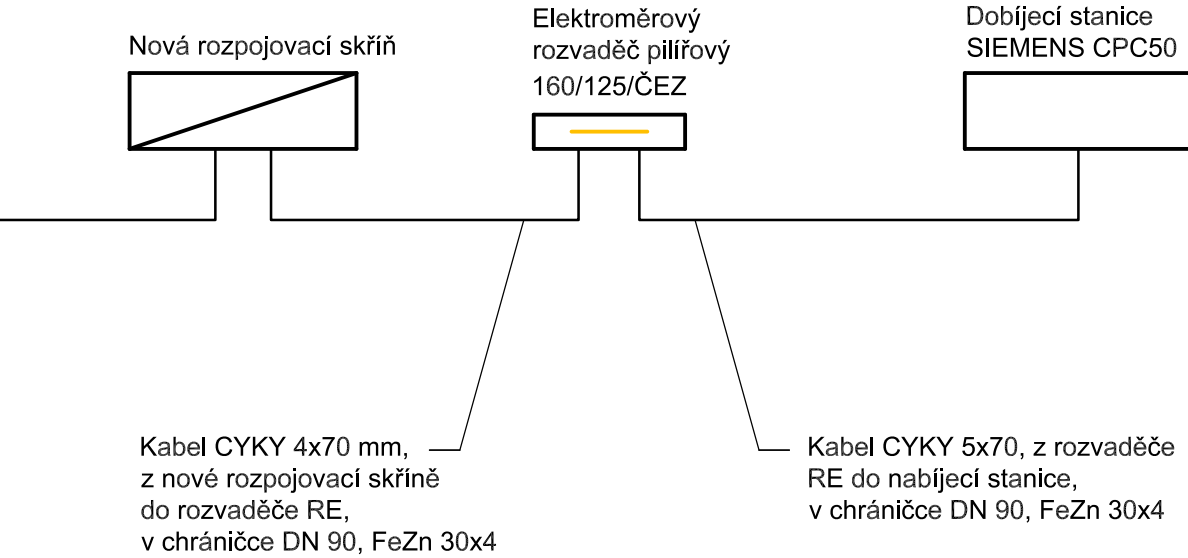 Nová rozpojovací skříň
Elektroměrový
rozvaděč pilířový
160/125/ČEZ
Dobíjecí stanice
SIEMENS CPC50
Kabel CYKY 4x70 mm,
z nové rozpojovací skříně
do rozvaděče RE,
v chráničce DN 90, FeZn 30x4
Kabel CYKY 5x70, z rozvaděče
RE do nabíjecí stanice,
v chráničce DN 90, FeZn 30x4